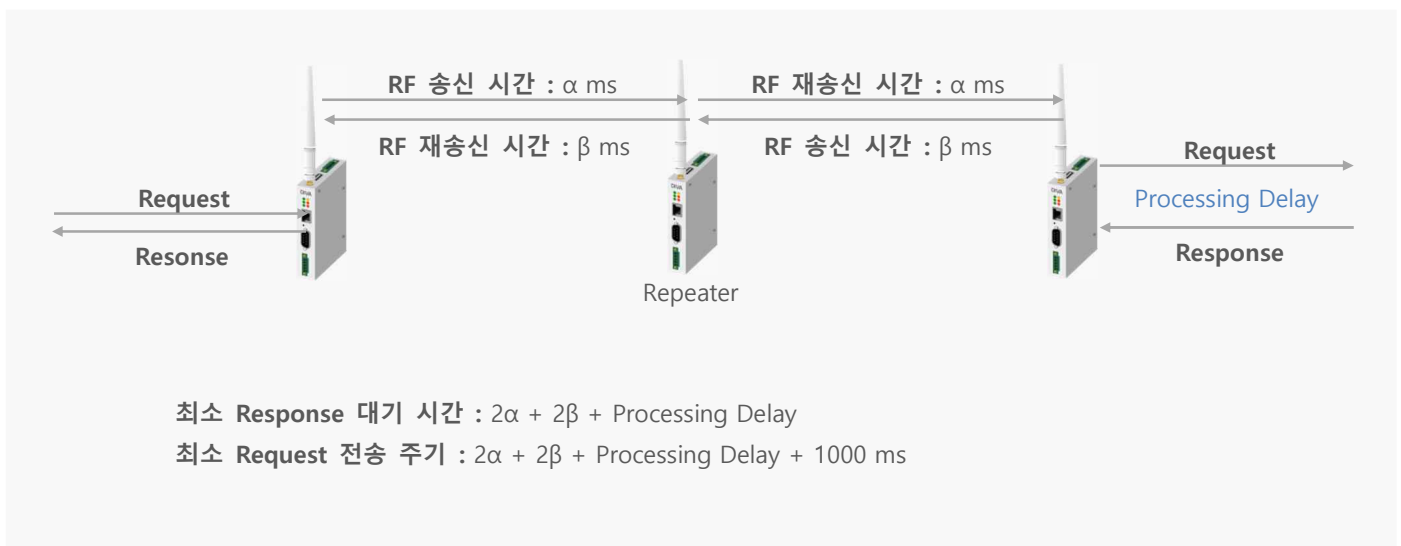 RF 송신 시간 : α ms
RF 재송신 시간 : α ms
RF 재송신 시간 : β ms
RF 송신 시간 : β ms
Request
Processing Delay
Response
Request
Resonse
DIVA
DIVA
DIVA
Repeater
최소 Response 대기 시간 : 2α + 2β + Processing Delay
최소 Request 전송 주기 : 2α + 2β + Processing Delay + 1000 ms